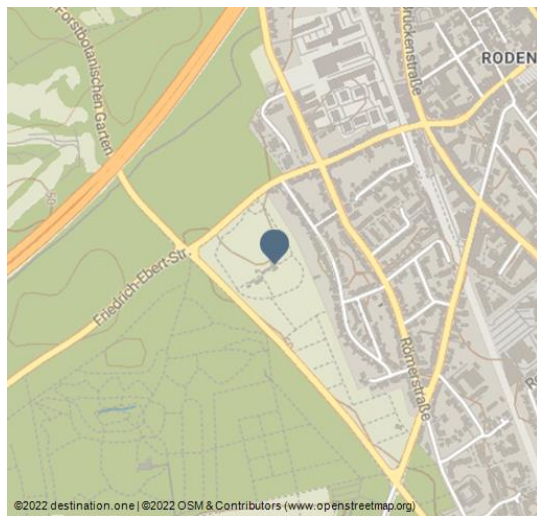 Forstbotanischen Garten
Brückenstraße
RODEN
Friedrich-Ebert-Str.
Römerstraße
©2022 destination.one | ©2022 OSM & Contributors (www.openstreetmap.org)